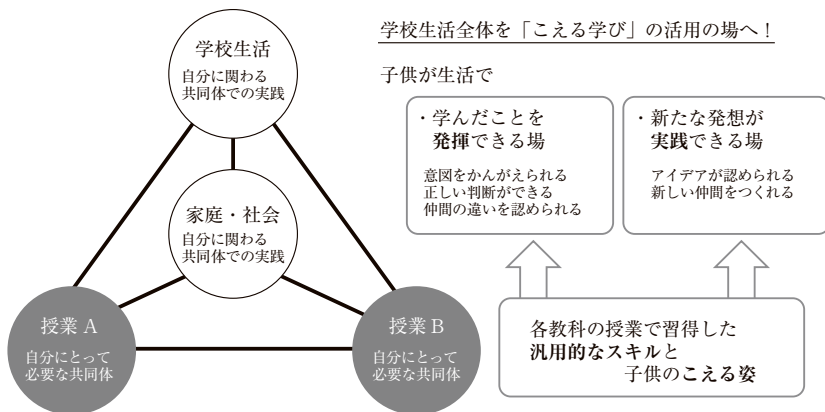 学校生活
自分に関わる
共同体での実践
家庭・社会
自分に関わる
共同体での実践
授業 A
自分にとって
必要な共同体
授業 B
自分にとって
必要な共同体
学校生活全体を「こえる学び」の活用の場へ！
子供が生活で
・学んだことを
発揮できる場
意図をかんがえられる
正しい判断ができる
仲間の違いを認められる
・新たな発想が
実践できる場
アイデアが認められる
新しい仲間をつくれる
各教科の授業で習得した
汎用的なスキルと
子供のこえる姿